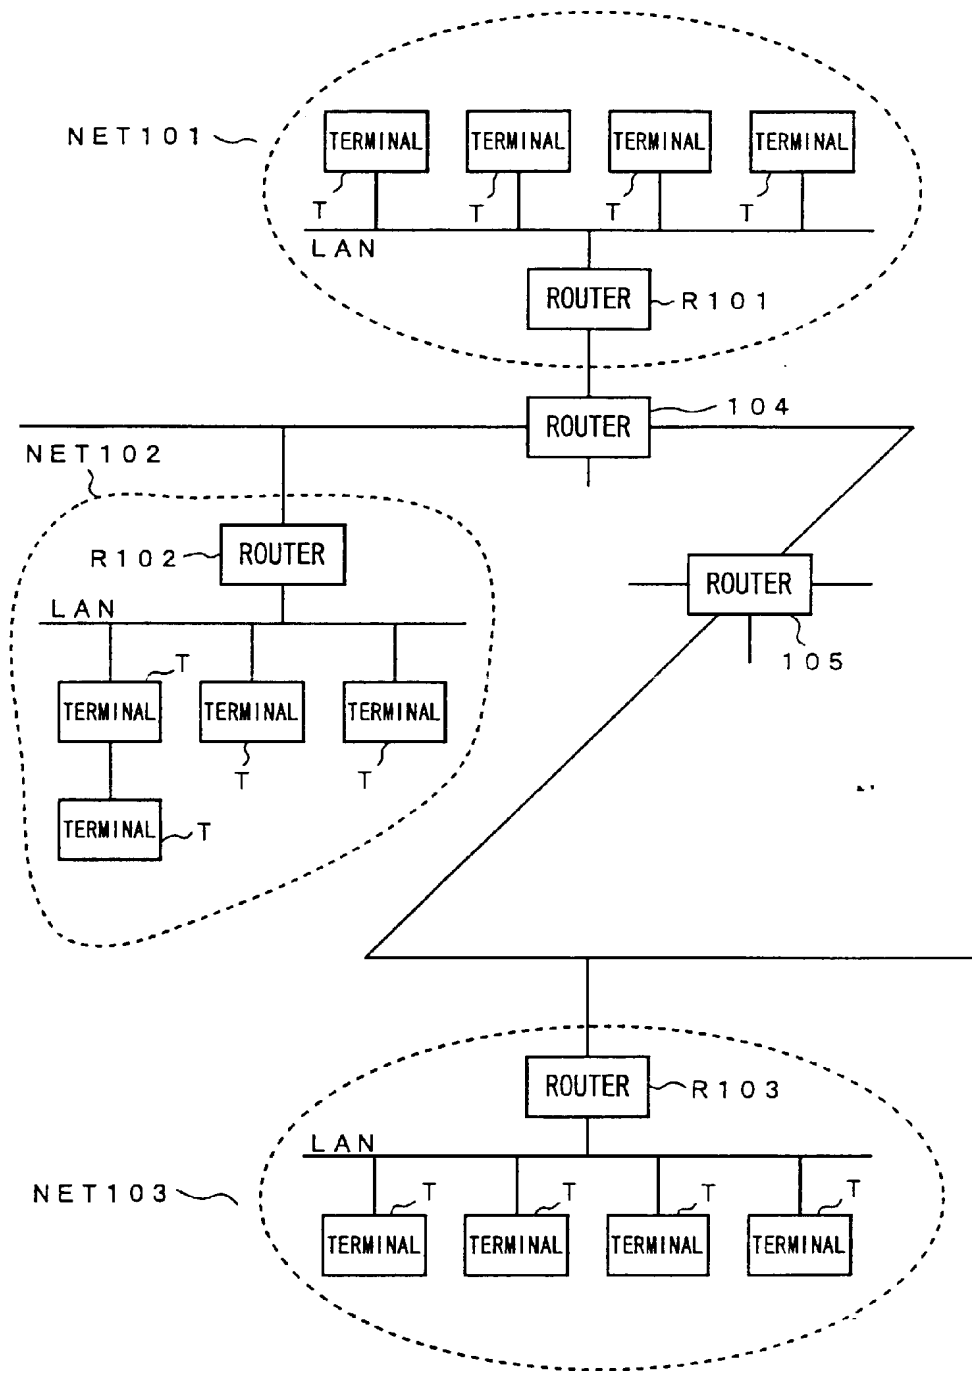 NET101
TERMINAL TERMINAL TERMINAL TERMINAL
T T T T
LAN
ROUTER R101
ROUTER 104
NET102
R102 ROUTER
ROUTER
105
LAN
T
TERMINAL TERMINAL TERMINAL
T T
TERMINAL T
ROUTER R103
LAN
NET103
T T T T
TERMINAL TERMINAL TERMINAL TERMINAL